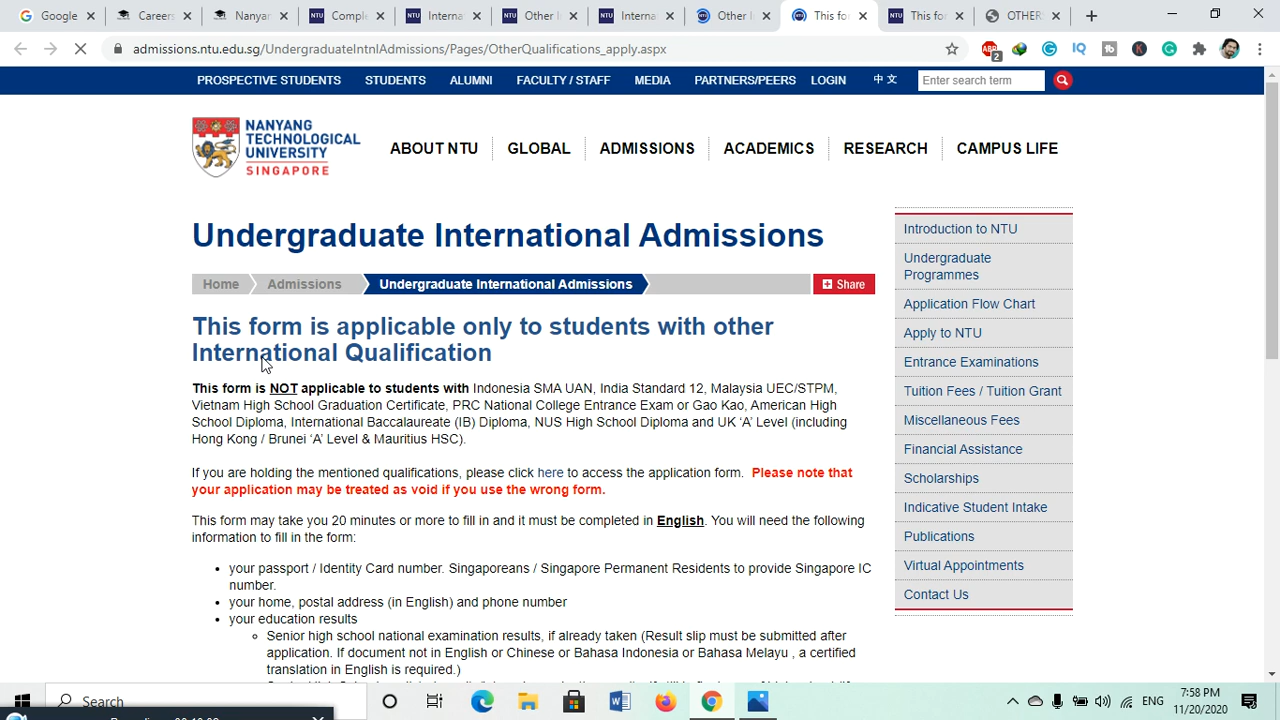 Google
Careers
Nanyan
NTU Comple
NTU Interna
NTU Other I
NTU Interna
Other I
This for
NTU This for
OTHERS
admissions.ntu.edu.sg/UndergraduateIntnlAdmissions/Pages/OtherQualifications_apply.aspx
PROSPECTIVE STUDENTS STUDENTS ALUMNI FACULTY / STAFF MEDIA PARTNERS/PEERS LOGIN 中文 Enter search term
NANYANG
TECHNOLOGICAL
UNIVERSITY
SINGAPORE
ABOUT NTU GLOBAL ADMISSIONS ACADEMICS RESEARCH CAMPUS LIFE
Undergraduate International Admissions
Home Admissions Undergraduate International Admissions Share
This form is applicable only to students with other
International Qualification
This form is NOT applicable to students with Indonesia SMA UAN, India Standard 12, Malaysia UEC/STPM,
Vietnam High School Graduation Certificate, PRC National College Entrance Exam or Gao Kao, American High
School Diploma, International Baccalaureate (IB) Diploma, NUS High School Diploma and UK ‘A’ Level (including
Hong Kong / Brunei ‘A’ Level & Mauritius HSC).
If you are holding the mentioned qualifications, please click here to access the application form. Please note that
your application may be treated as void if you use the wrong form.
This form may take you 20 minutes or more to fill in and it must be completed in English. You will need the following
information to fill in the form:
your passport / Identity Card number. Singaporeans / Singapore Permanent Residents to provide Singapore IC
number.
your home, postal address (in English) and phone number
your education results
Senior high school national examination results, if already taken (Result slip must be submitted after
application. If document not in English or Chinese or Bahasa Indonesia or Bahasa Melayu , a certified
translation in English is required.)
Introduction to NTU
Undergraduate
Programmes
Application Flow Chart
Apply to NTU
Entrance Examinations
Tuition Fees / Tuition Grant
Miscellaneous Fees
Financial Assistance
Scholarships
Indicative Student Intake
Publications
Virtual Appointments
Contact Us
Search
ENG
7:58 PM
11/20/2020